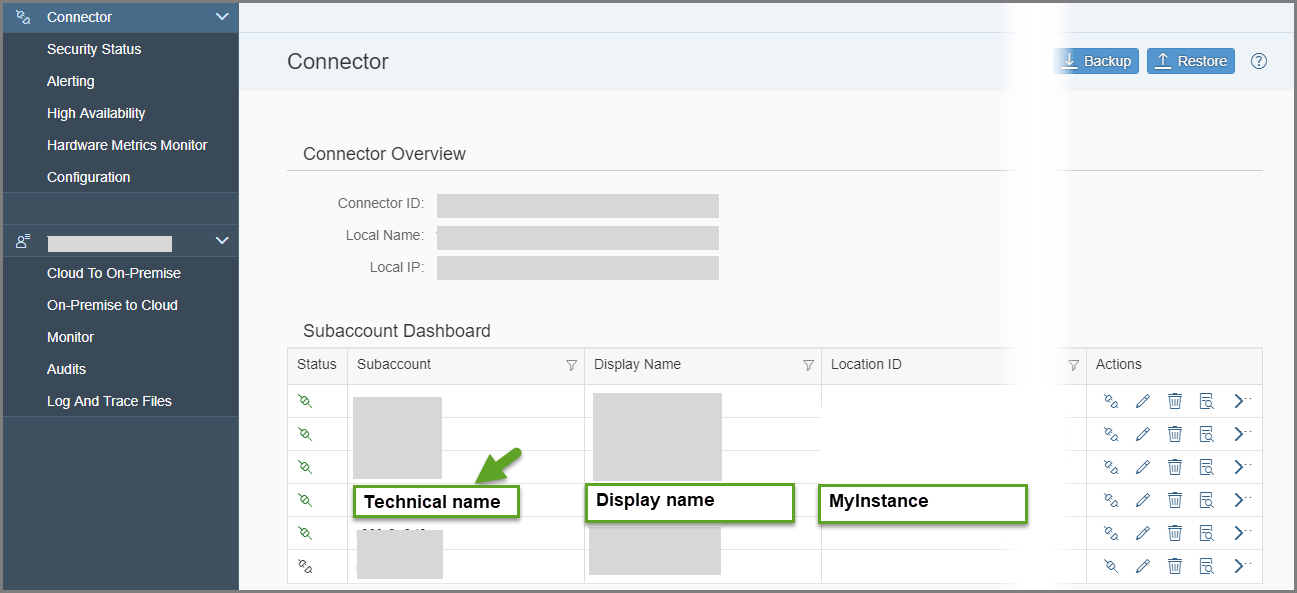 Connector
Security Status
Alerting
High Availability
Hardware Metrics Monitor
Configuration
Cloud To On-Premise
On-Premise to Cloud
Monitor
Audits
Log And Trace Files
Connector
Backup
Restore
Connector Overview
Connector ID:
Local Name:
Local IP:
Subaccount Dashboard
Status Subaccount Display Name Location ID Actions
Technical name Display name MyInstance